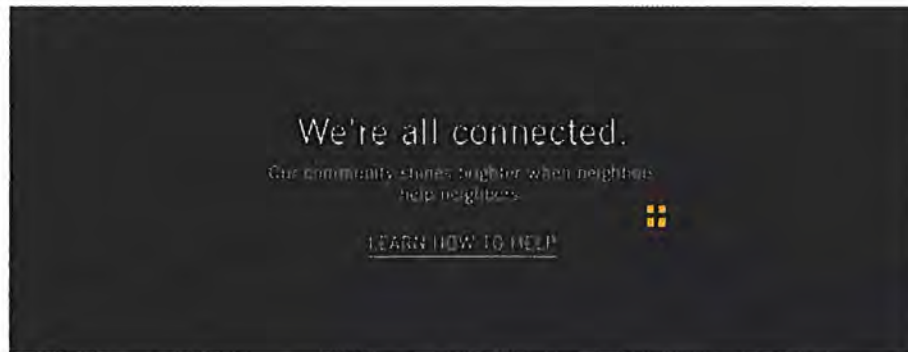 We're all connected.
Our community shines brighter when neighbors
help neighbors.
LEARN HOW TO HELP